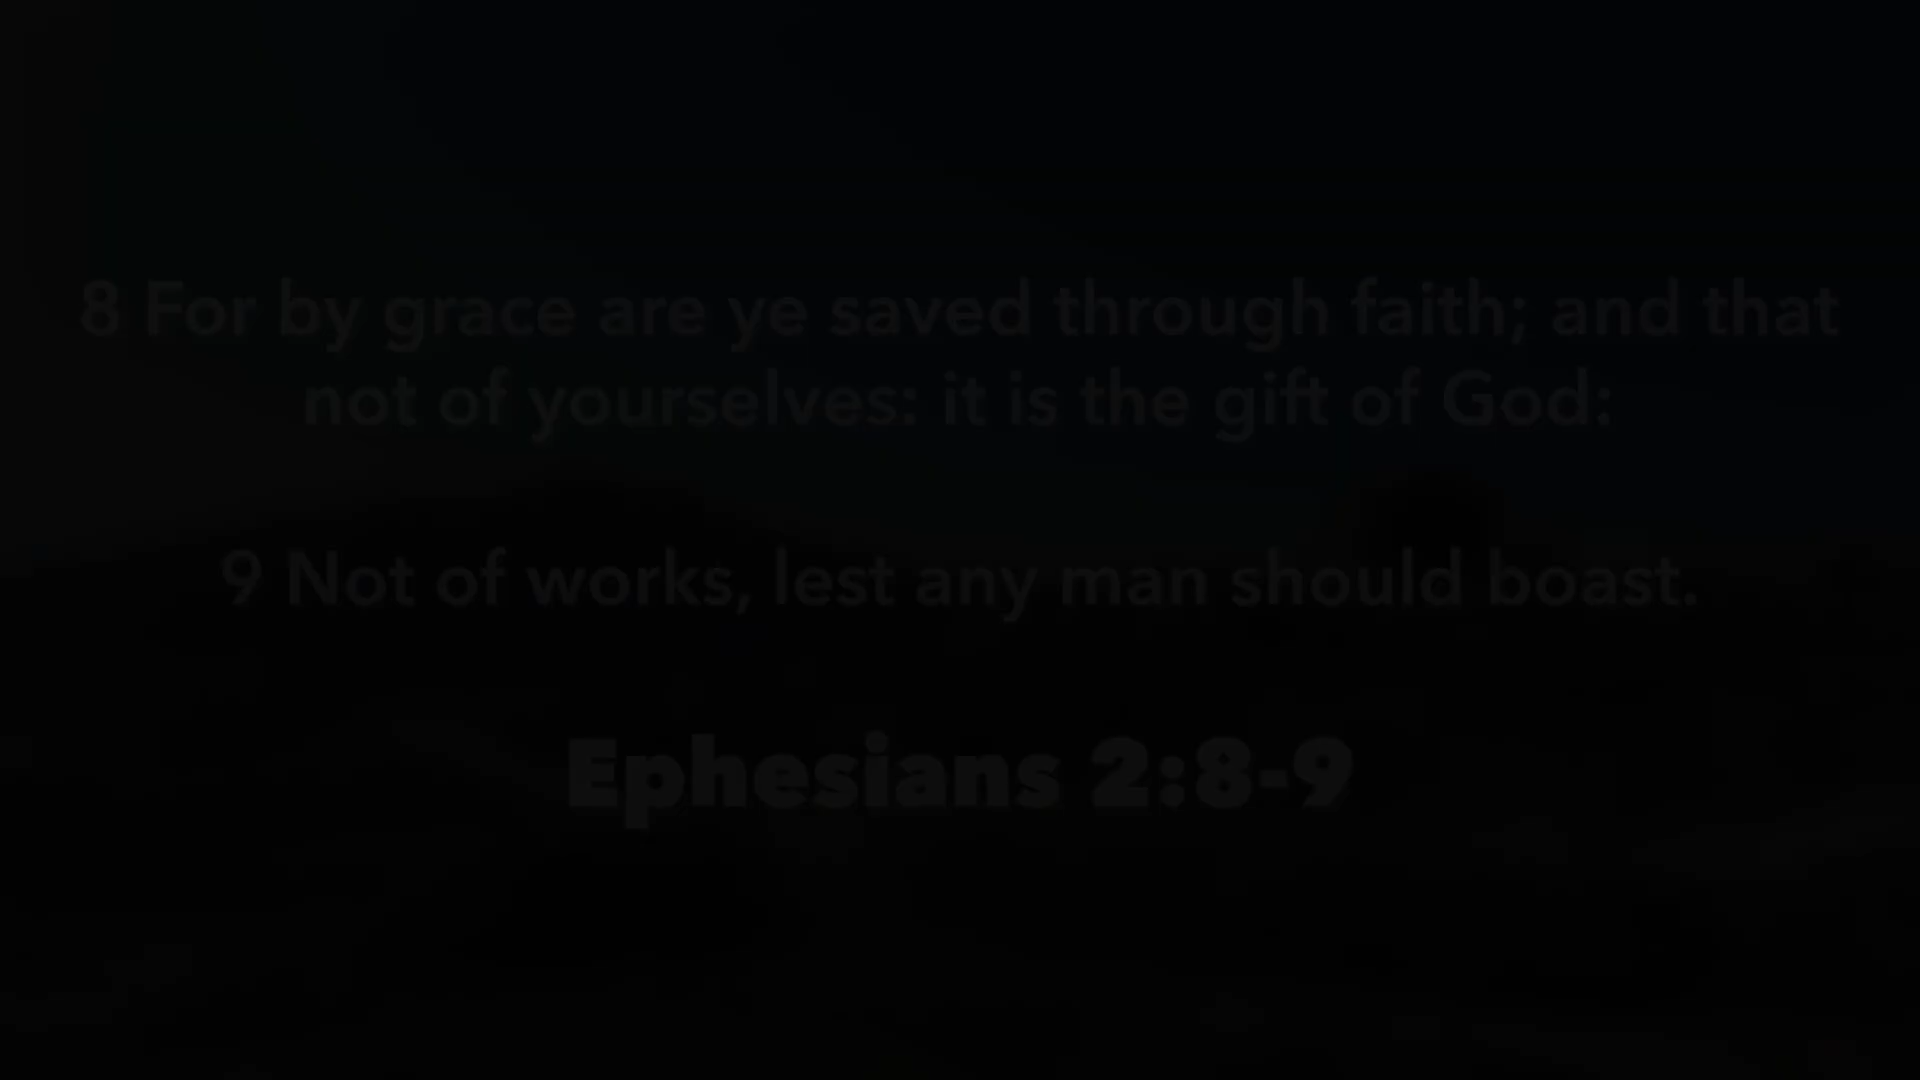 8 For by grace are ye saved through faith; and that
not of yourselves: it is the gift of God:
9 Not of works, lest any man should boast.
Ephesians 2:8-9